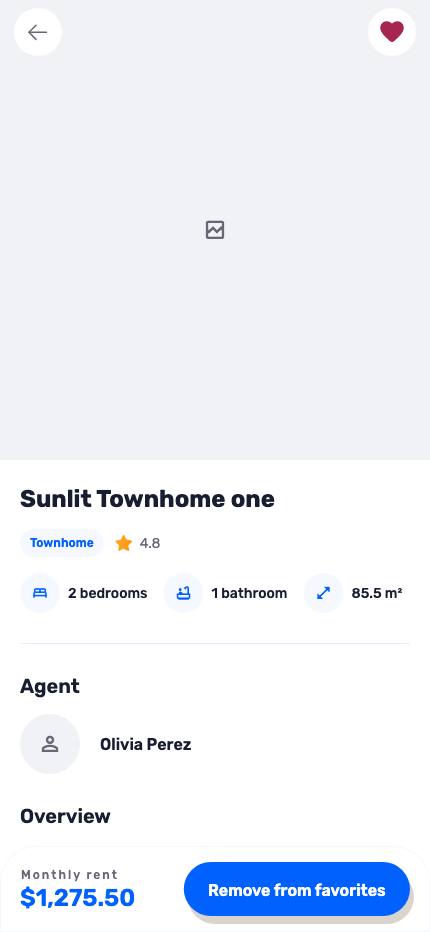 Sunlit Townhome one
Townhome 4.8
2 bedrooms 1 bathroom 85.5 m²
Agent
Olivia Perez
Overview
Monthly rent
$1,275.50
Remove from favorites